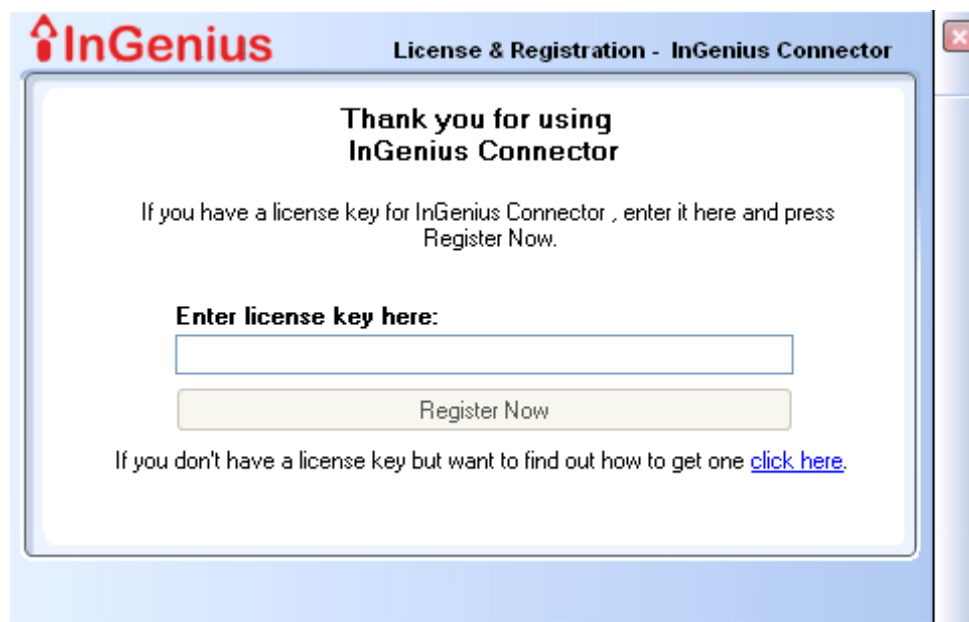 InGenius
License & Registration - InGenius Connector
Thank you for using
InGenius Connector
If you have a license key for InGenius Connector , enter it here and press
Register Now.
Enter license key here:
Register Now
If you don't have a license key but want to find out how to get one click here.